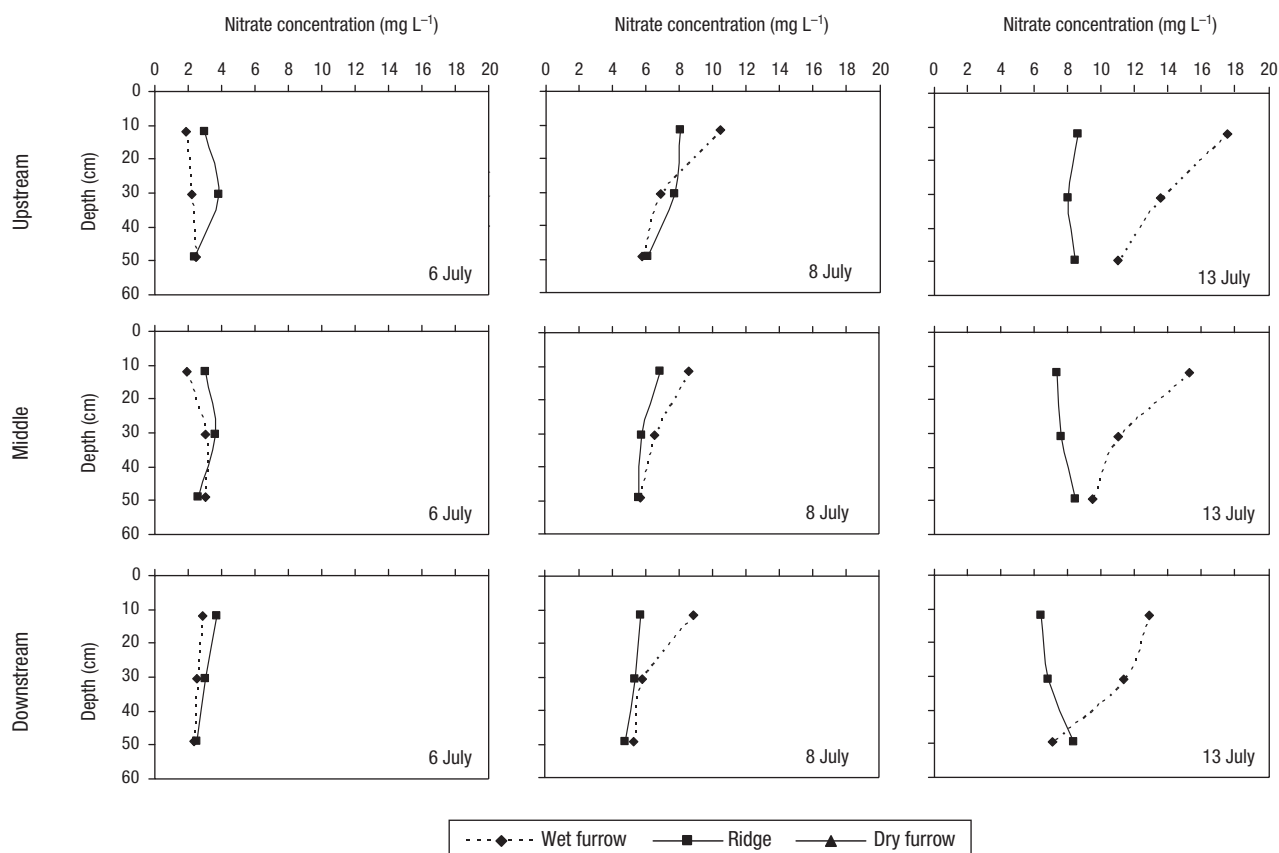 Nitrate concentration (mg L–1) Nitrate concentration (mg L–1) Nitrate concentration (mg L–1)
0 2 4 6 8 10 12 14 16 18 20 0 2 4 6 8 10 12 14 16 18 20 0 2 4 6 8 10 12 14 16 18 20
Upstream
Depth (cm)
0
10
20
30
40
50
60
6 July
8 July
13 July
Middle
Depth (cm)
0
10
20
30
40
50
60
6 July
8 July
13 July
Downstream
Depth (cm)
0
10
20
30
40
50
60
6 July
8 July
13 July
Wet furrow Ridge Dry furrow